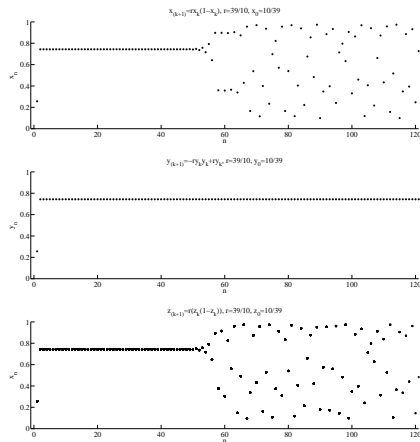 x_(k+1)=rx_k(1−x_k), r=39/10, x_0=10/39
1
0.8
0.6
0.4
0.2
0
x_n
0 20 40 60 80 100 120
n
y_(k+1)=−ry_ky_k+ry_k, r=39/10, y_0=10/39
1
0.8
0.6
0.4
0.2
0
y_n
0 20 40 60 80 100 120
n
z_(k+1)=r(z_k(1−z_k)), r=39/10, z_0=10/39
1
0.8
0.6
0.4
0.2
0
x_n
0 20 40 60 80 100 120
n